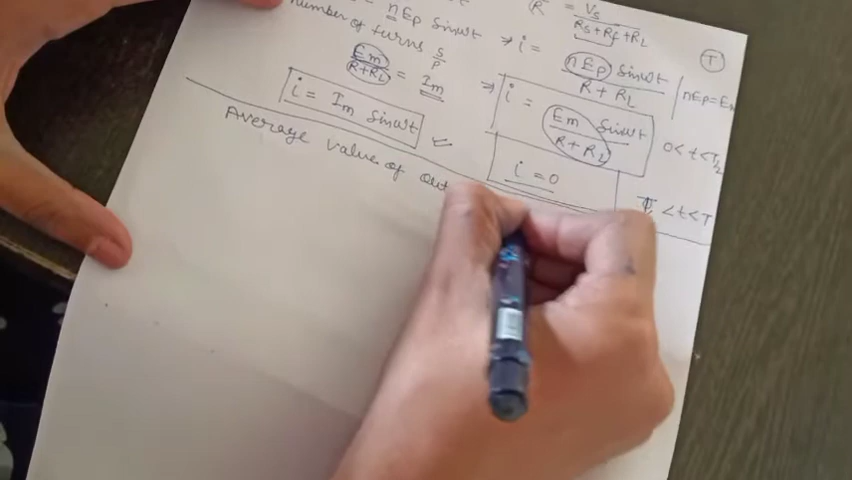 = nEp Sinωt
number of turns S/P
Em/R+RL = Im
i = Im Sinωt
R = Vs/Rs+Rf+RL
⇒ i = nEp Sinωt/R+RL | nEp=Em
⇒ i = Em Sinωt/R+RL 0<t<T/2
i = 0 <t<T
T
Average value of out